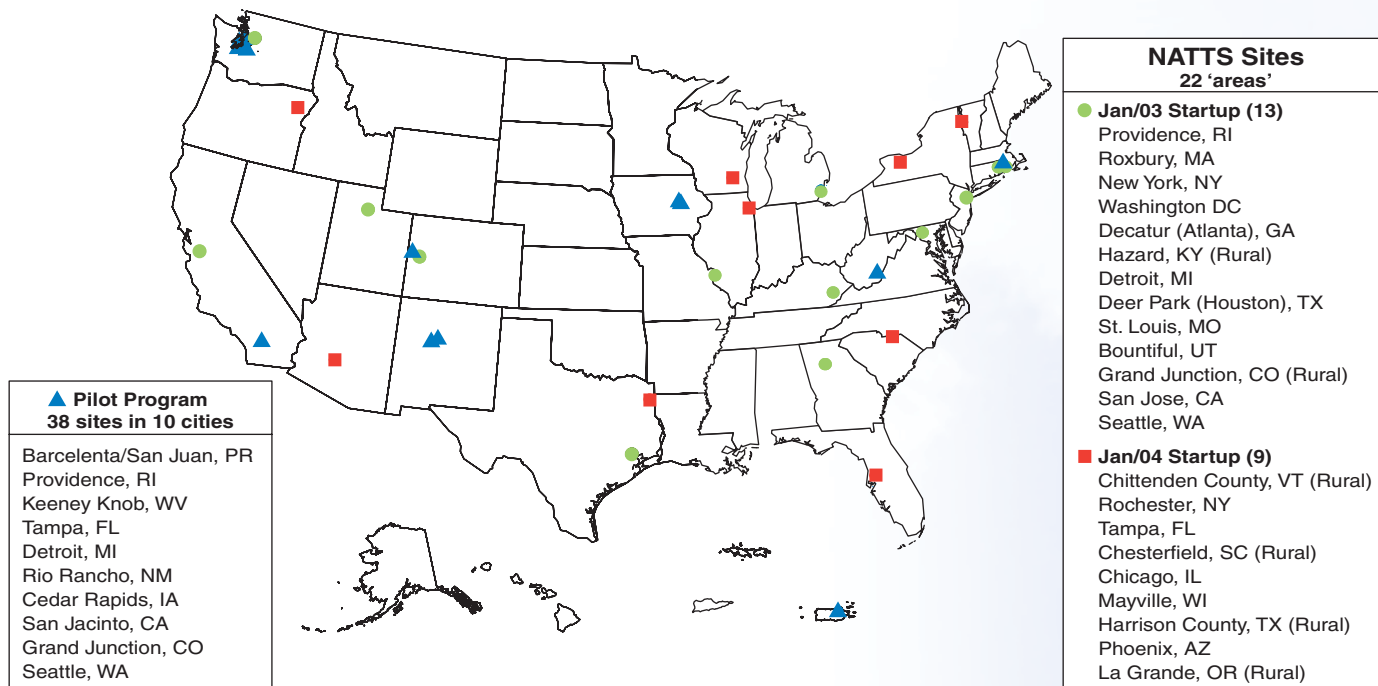 NATTS Sites
22 'areas'
Jan/03 Startup (13)
Providence, RI
Roxbury, MA
New York, NY
Washington DC
Decatur (Atlanta), GA
Hazard, KY (Rural)
Detroit, MI
Deer Park (Houston), TX
St. Louis, MO
Bountiful, UT
Grand Junction, CO (Rural)
San Jose, CA
Seattle, WA
Jan/04 Startup (9)
Chittenden County, VT (Rural)
Rochester, NY
Tampa, FL
Chesterfield, SC (Rural)
Chicago, IL
Mayville, WI
Harrison County, TX (Rural)
Phoenix, AZ
La Grande, OR (Rural)
Pilot Program
38 sites in 10 cities
Barcelenta/San Juan, PR
Providence, RI
Keeney Knob, WV
Tampa, FL
Detroit, MI
Rio Rancho, NM
Cedar Rapids, IA
San Jacinto, CA
Grand Junction, CO
Seattle, WA